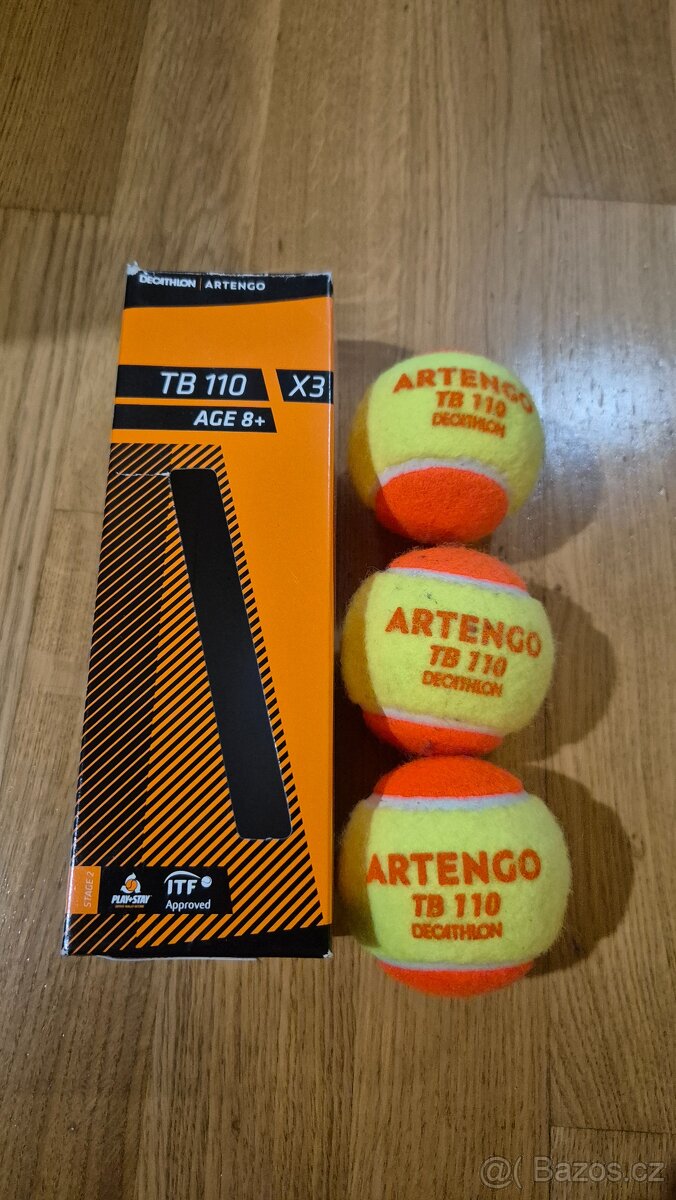 DECATHLON | ARTENGO
TB 110 X3
AGE 8+
STAGE 2
PLAY+STAY
ITF
Approved
ARTENGO
TB 110
DECATHLON
ARTENGO
TB 110
DECATHLON
ARTENGO
TB 110
DECATHLON
@( Bazos.cz